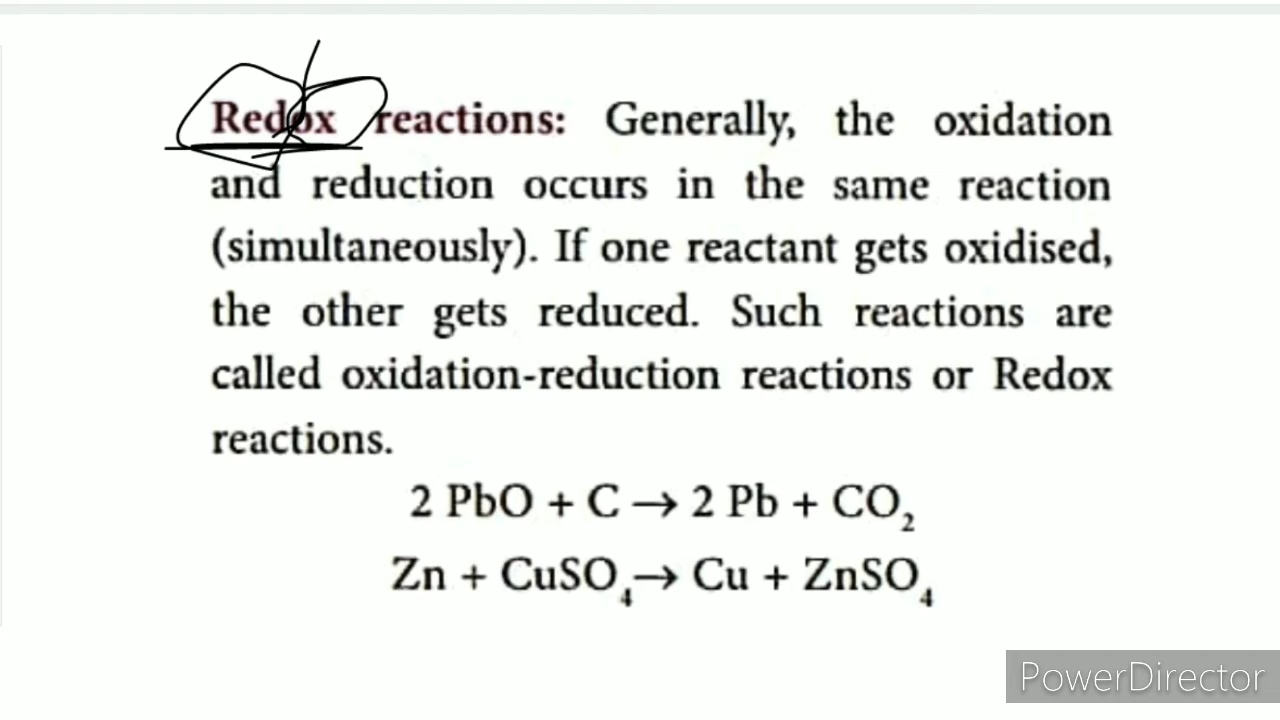 Redox reactions: Generally, the oxidation
and reduction occurs in the same reaction
(simultaneously). If one reactant gets oxidised,
the other gets reduced. Such reactions are
called oxidation-reduction reactions or Redox
reactions.
2 PbO + C → 2 Pb + CO₂
Zn + CuSO₄→ Cu + ZnSO₄
PowerDirector